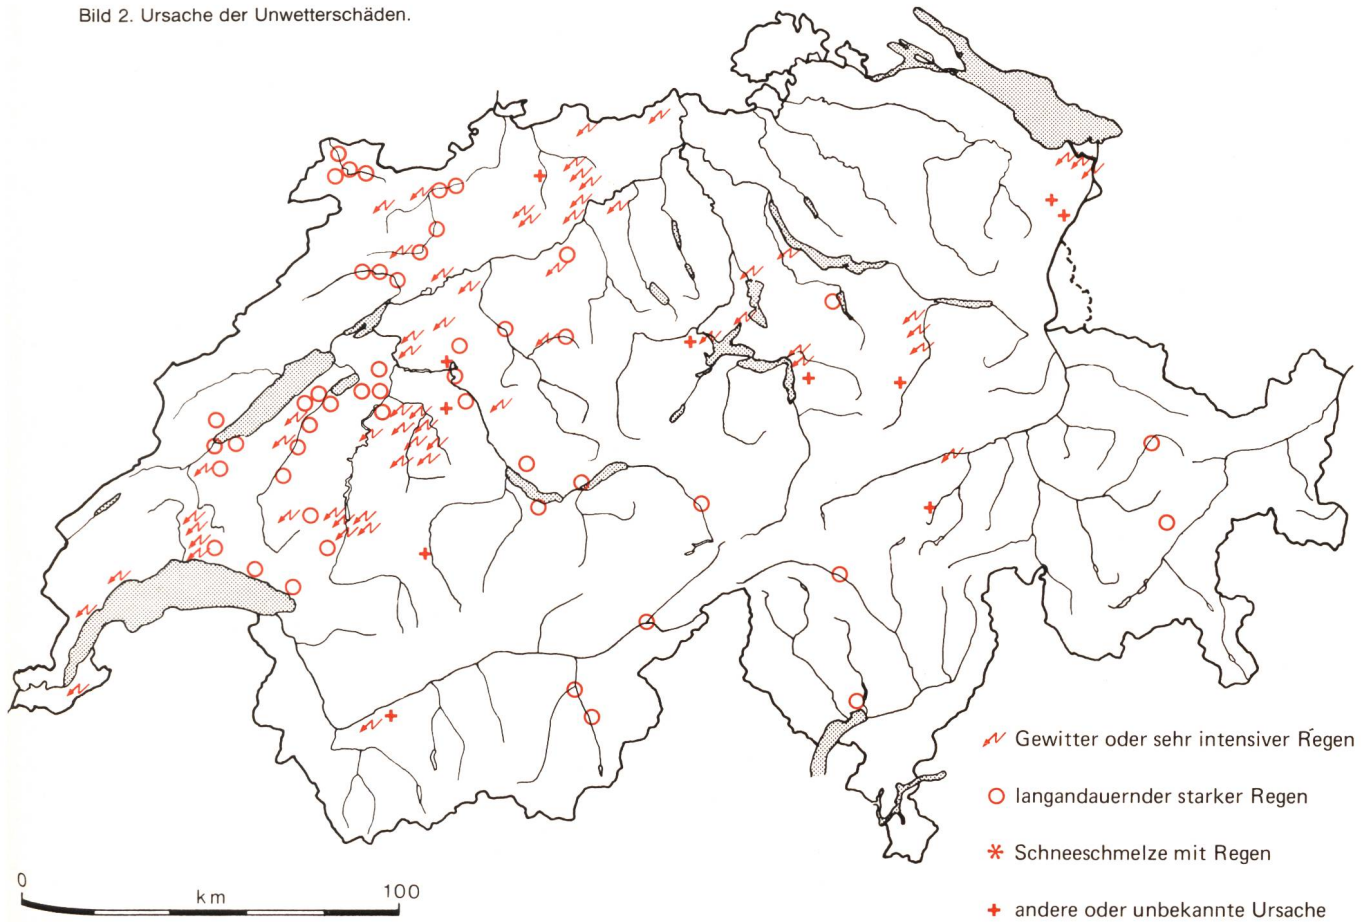 Bild 2. Ursache der Unwetterschäden.
Gewitter oder sehr intensiver Regen
langandauernder starker Regen
Schneeschmelze mit Regen
andere oder unbekannte Ursache
0 km 100